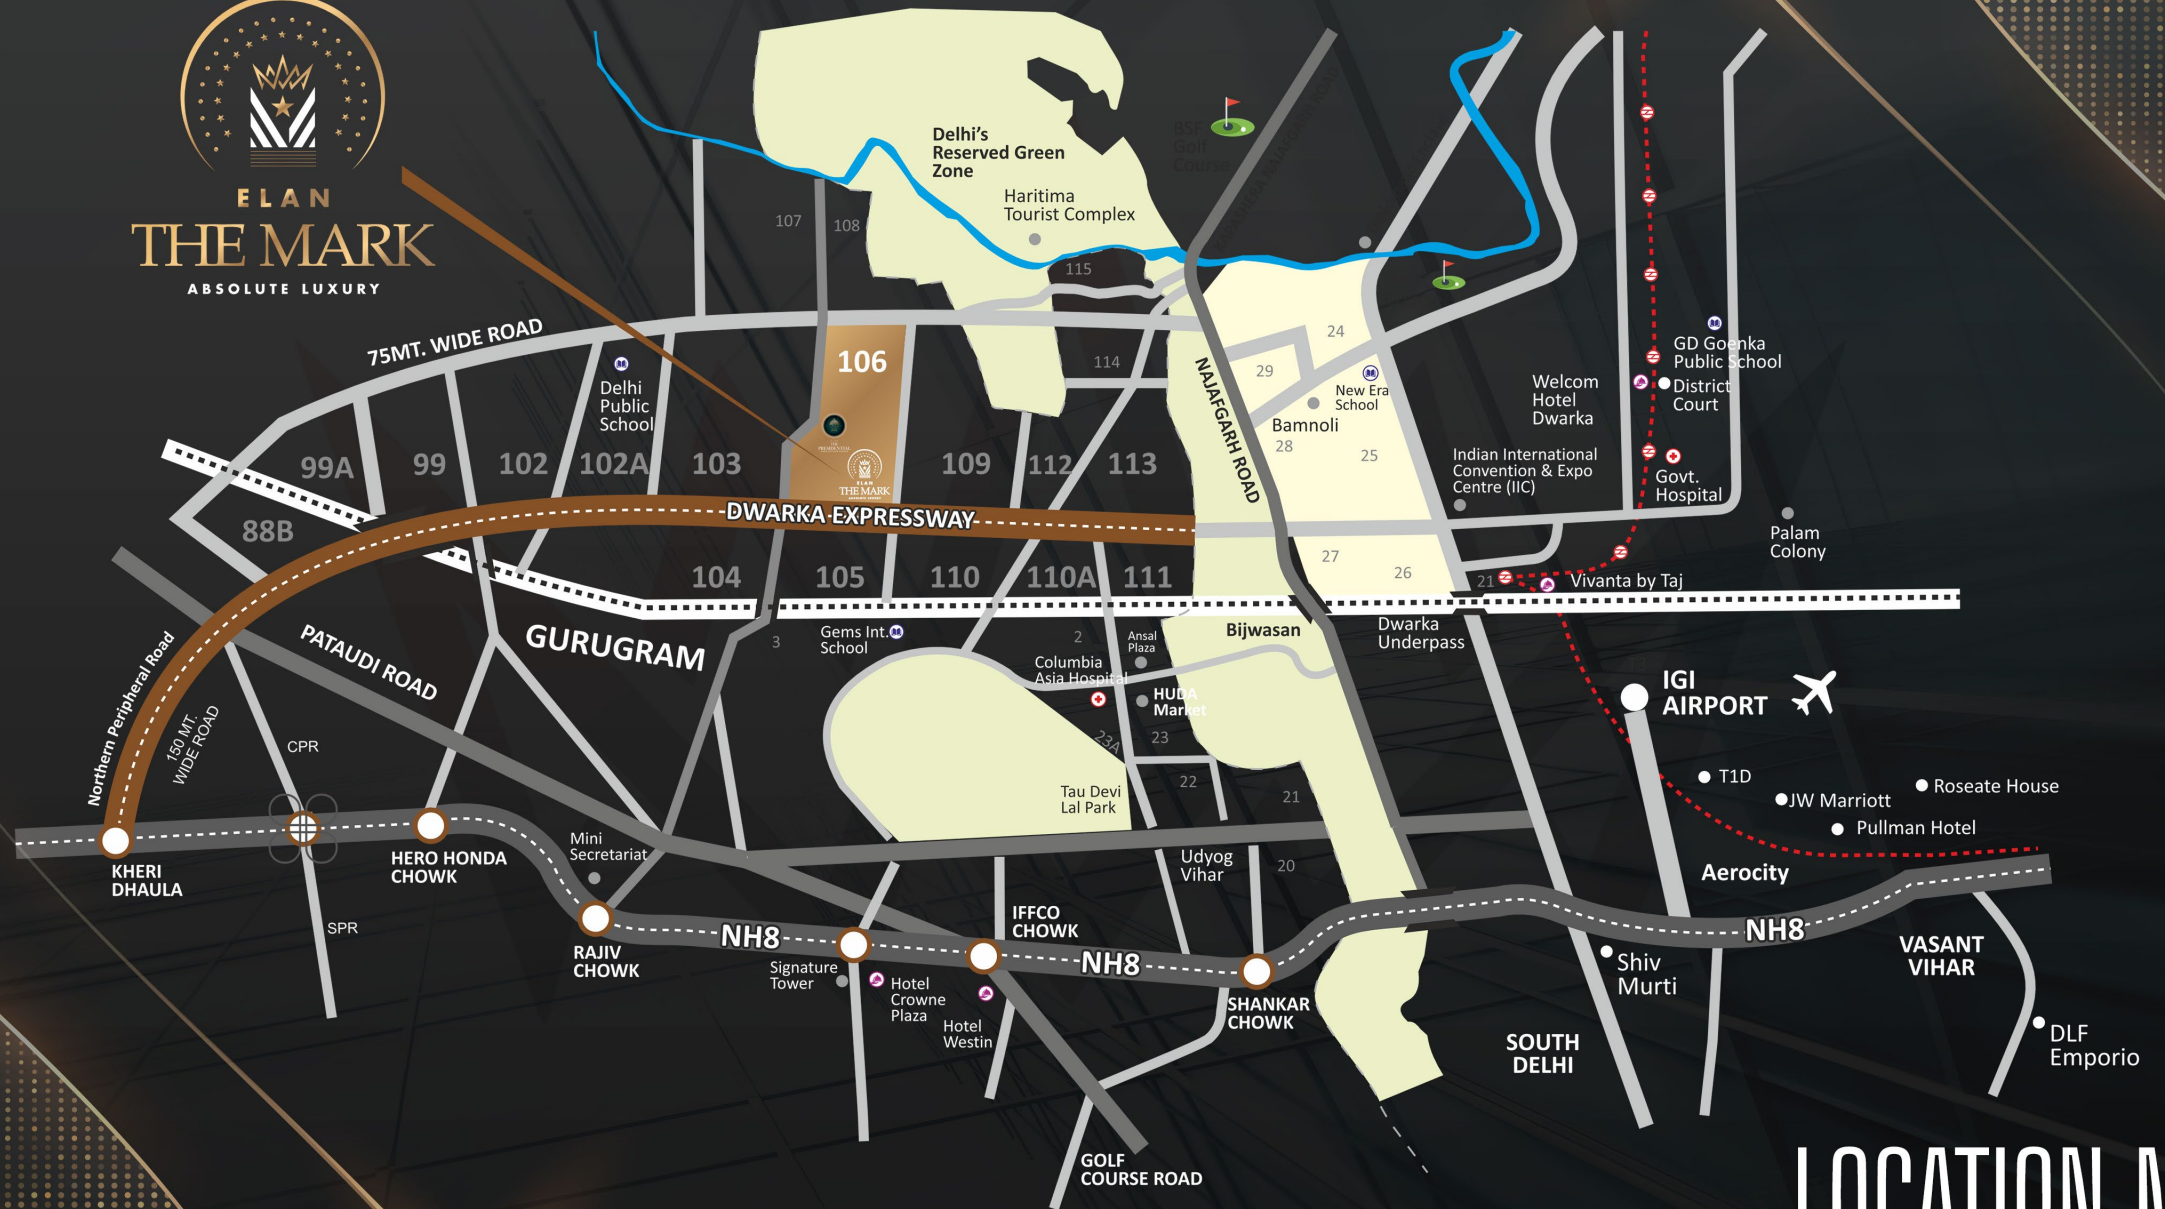 ELAN
THE MARK
ABSOLUTE LUXURY
Delhi's
Reserved Green
Zone
Haritima
Tourist Complex
BSF
Golf
Course
107
108
115
75MT. WIDE ROAD
106
114
24
29
NAJAFGARH ROAD
New Era
School
Bamnoli
28
25
GD Goenka
Public School
Welcom
Hotel
Dwarka
District
Court
Indian International
Convention & Expo
Centre (IIC)
Govt.
Hospital
Palam
Colony
Delhi
Public
School
99A
99
102
102A
103
109
112
113
ELAN
THE MARK
88B
DWARKA EXPRESSWAY
104
105
110
110A
111
27
26
21
Vivanta by Taj
Northern Peripheral Road
150 MT.
WIDE ROAD
PATAUDI ROAD
GURUGRAM
3
Gems Int.
School
2
Ansal
Plaza
Bijwasan
Dwarka
Underpass
Columbia
Asia Hospital
HUDA
Market
23A
23
22
21
IGI
AIRPORT
CPR
Tau Devi
Lal Park
T1D
JW Marriott
Roseate House
Pullman Hotel
Aerocity
KHERI
DHAULA
HERO HONDA
CHOWK
Mini
Secretariat
Udyog
Vihar
20
SPR
RAJIV
CHOWK
NH8
IFFCO
CHOWK
NH8
NH8
Signature
Tower
Hotel
Crowne
Plaza
Hotel
Westin
SHANKAR
CHOWK
Shiv
Murti
VASANT
VIHAR
SOUTH
DELHI
DLF
Emporio
GOLF
COURSE ROAD
LOCATION